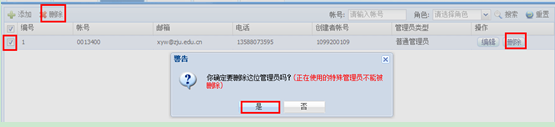 添加 删除 帐号: 请输入帐号 角色: 请选择角色 搜索 重置
编号 帐号 邮箱 电话 创建者帐号 管理员类型 操作
1 0013400 xyw@zju.edu.cn 13588073595 1099200109 普通管理员 编辑 删除
警告
你确定要删除这位管理员吗？(正在使用的特殊管理员不能被
删除)
是 否